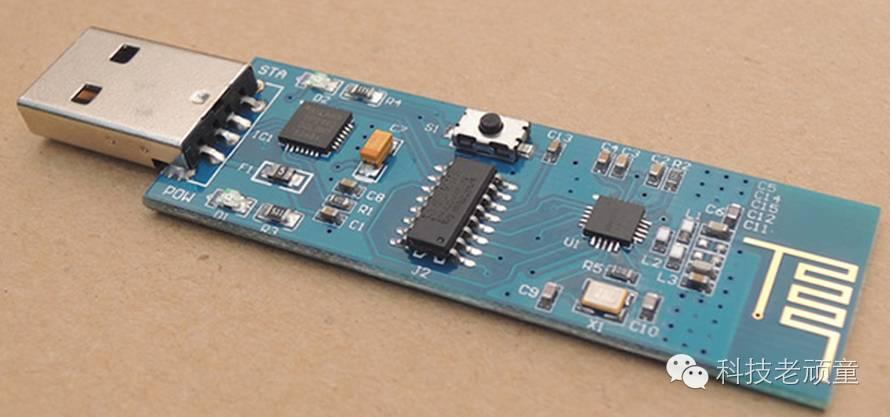 STA
D2
R4
IC1
C7
S1
C13
F1
C8
R1
C1
POW
D1
R3
J2
C4
C3
C2
R2
U1
L2
L3
C6
R5
C9
X1
C10
科技老顽童